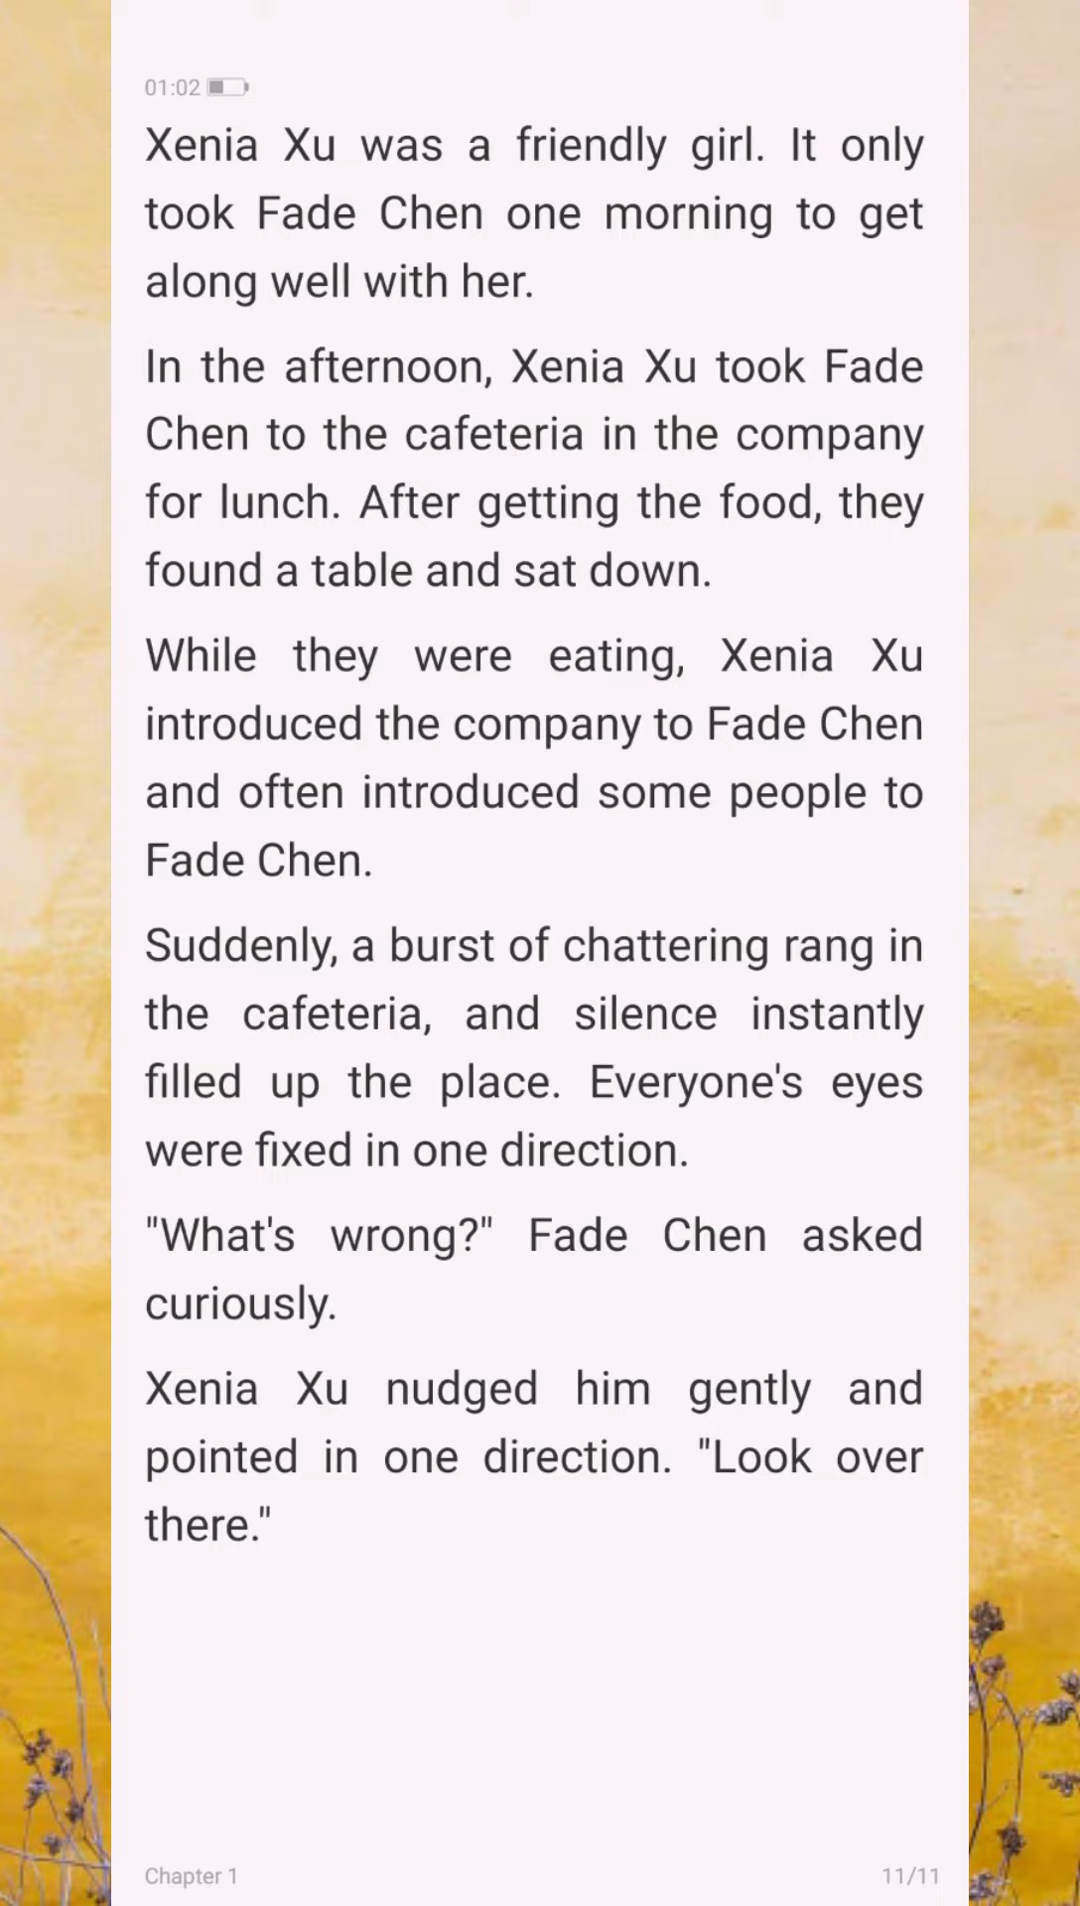 01:02
Xenia Xu was a friendly girl. It only
took Fade Chen one morning to get
along well with her.
In the afternoon, Xenia Xu took Fade
Chen to the cafeteria in the company
for lunch. After getting the food, they
found a table and sat down.
While they were eating, Xenia Xu
introduced the company to Fade Chen
and often introduced some people to
Fade Chen.
Suddenly, a burst of chattering rang in
the cafeteria, and silence instantly
filled up the place. Everyone's eyes
were fixed in one direction.
"What's wrong?" Fade Chen asked
curiously.
Xenia Xu nudged him gently and
pointed in one direction. "Look over
there."
Chapter 1 11/11